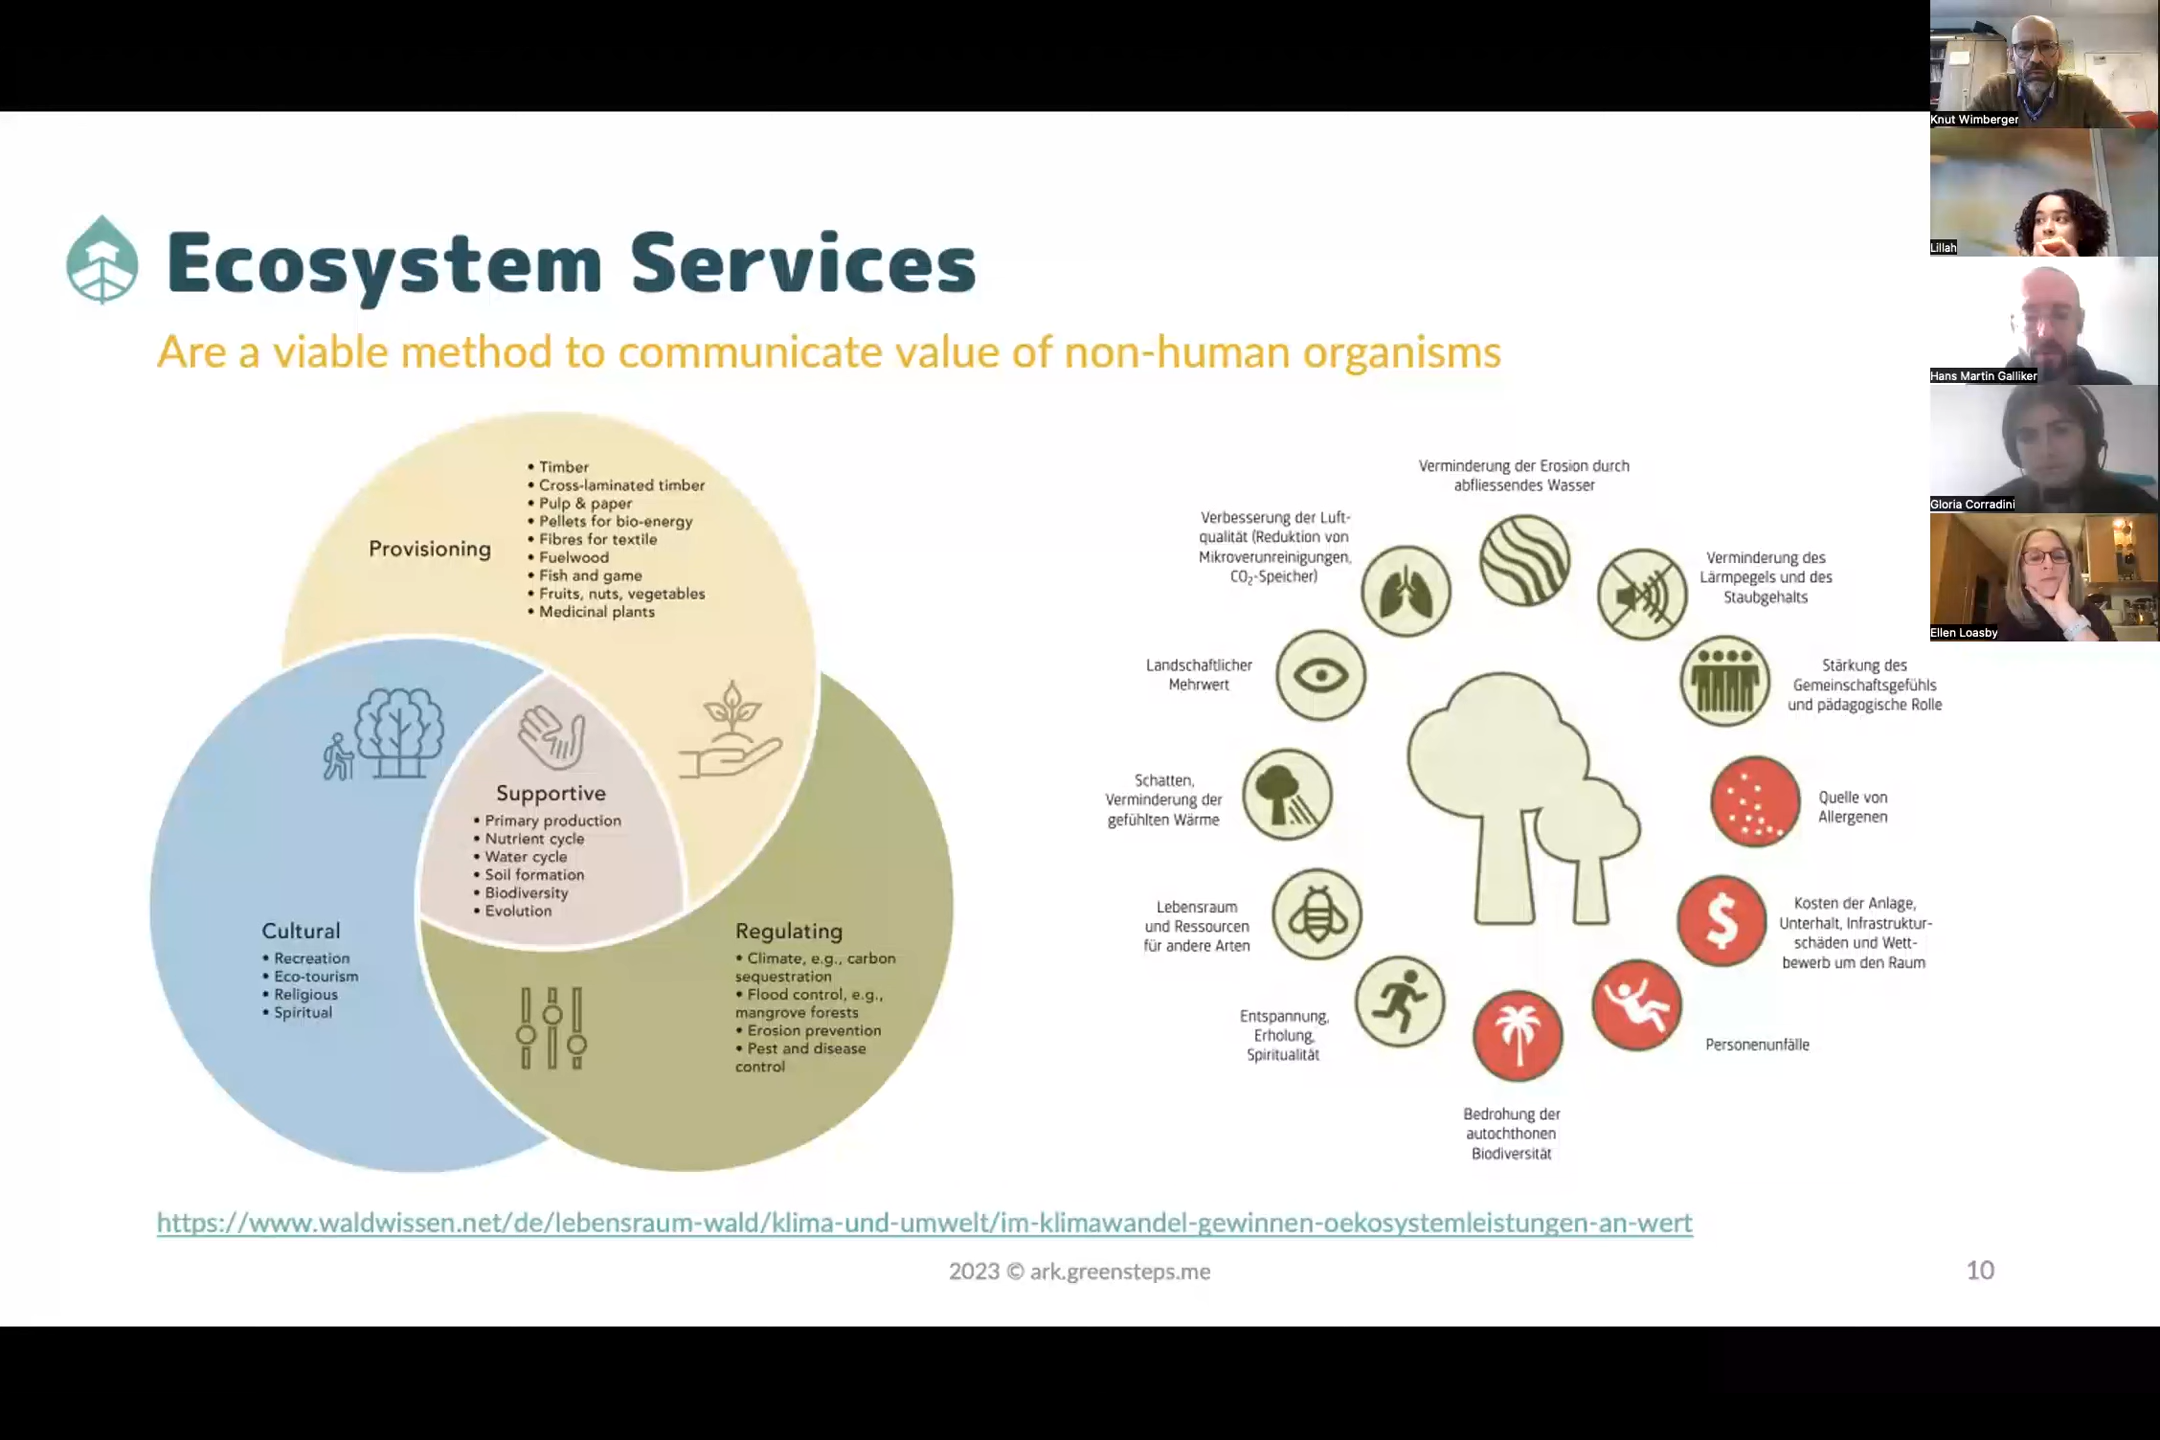 Ecosystem Services
Are a viable method to communicate value of non-human organisms
Provisioning
• Timber
• Cross-laminated timber
• Pulp & paper
• Pellets for bio-energy
• Fibres for textile
• Fuelwood
• Fish and game
• Fruits, nuts, vegetables
• Medicinal plants
Supportive
• Primary production
• Nutrient cycle
• Water cycle
• Soil formation
• Biodiversity
• Evolution
Cultural
• Recreation
• Eco-tourism
• Religious
• Spiritual
Regulating
• Climate, e.g., carbon
sequestration
• Flood control, e.g.,
mangrove forests
• Erosion prevention
• Pest and disease
control
Verminderung der Erosion durch
abfliessendes Wasser
Verbesserung der Luft-
qualität (Reduktion von
Mikroverunreinigungen,
CO₂-Speicher)
Verminderung des
Lärmpegels und des
Staubgehalts
Landschaftlicher
Mehrwert
Stärkung des
Gemeinschaftsgefühls
und pädagogische Rolle
Schatten,
Verminderung der
gefühlten Wärme
Quelle von
Allergenen
Lebensraum
und Ressourcen
für andere Arten
$
Kosten der Anlage,
Unterhalt, Infrastruktur-
schäden und Wett-
bewerb um den Raum
Entspannung,
Erholung,
Spiritualität
Personenunfälle
Bedrohung der
autochthonen
Biodiversität
https://www.waldwissen.net/de/lebensraum-wald/klima-und-umwelt/im-klimawandel-gewinnen-oekosystemleistungen-an-wert
2023 © ark.greensteps.me
10
Knut Wimberger
Lillah
Hans Martin Galliker
Gloria Corradini
Ellen Loasby